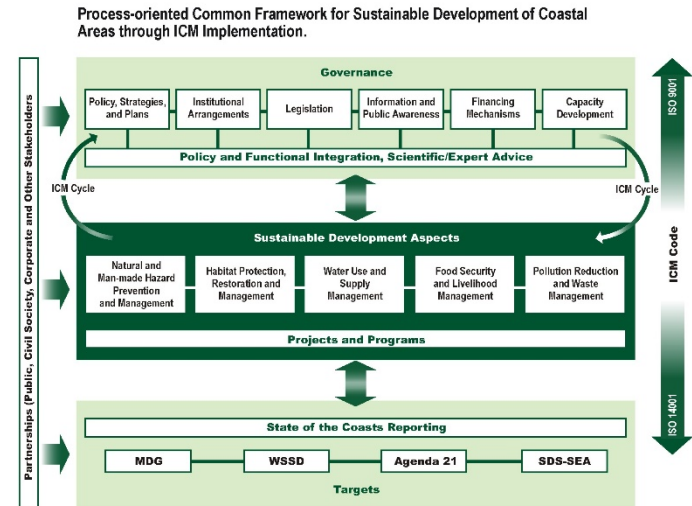 Process-oriented Common Framework for Sustainable Development of Coastal
Areas through ICM Implementation.
Partnerships (Public, Civil Society, Corporate and Other Stakeholders
Governance
Policy, Strategies,
and Plans
Institutional
Arrangements
Legislation
Information and
Public Awareness
Financing
Mechanisms
Capacity
Development
Policy and Functional Integration, Scientific/Expert Advice
ICM Cycle
ICM Cycle
Sustainable Development Aspects
Natural and
Man-made Hazard
Prevention
and Management
Habitat Protection,
Restoration and
Management
Water Use and
Supply
Management
Food Security
and Livelihood
Management
Pollution Reduction
and Waste
Management
Projects and Programs
State of the Coasts Reporting
MDG
WSSD
Agenda 21
SDS-SEA
Targets
ISO 9001
ICM Code
ISO 14001